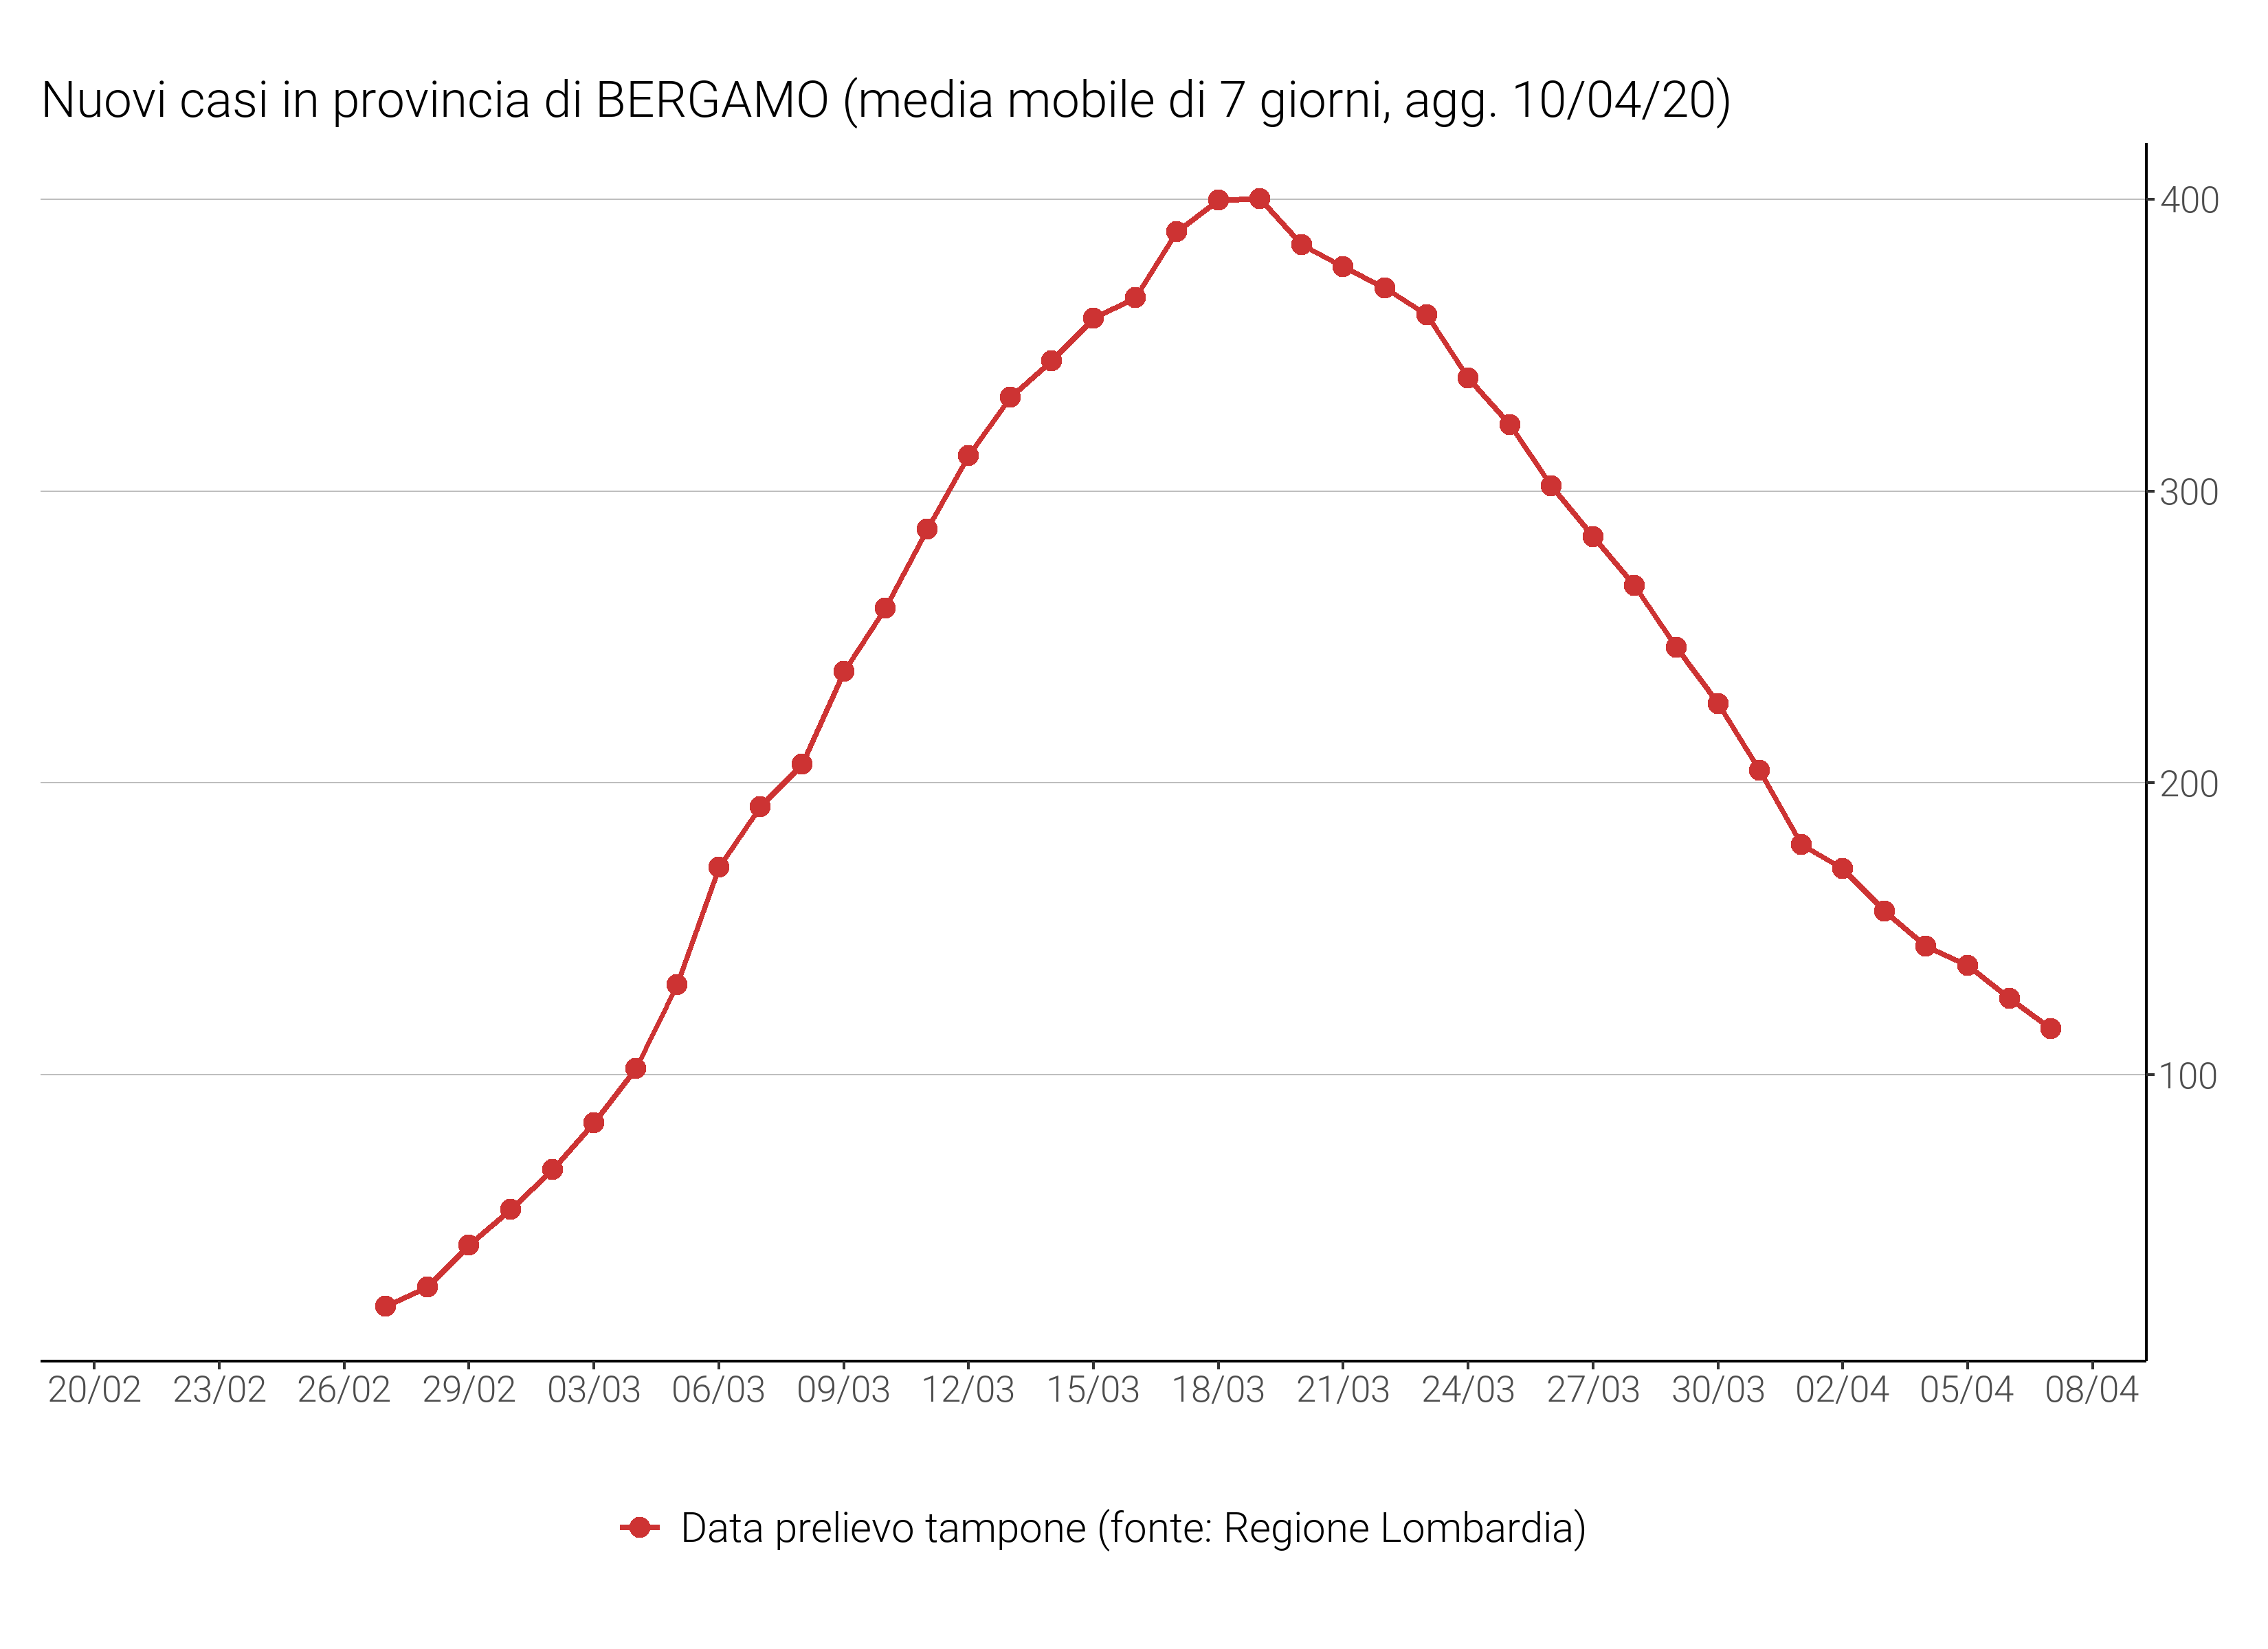 Nuovi casi in provincia di BERGAMO (media mobile di 7 giorni, agg. 10/04/20)
400
300
200
100
20/02 23/02 26/02 29/02 03/03 06/03 09/03 12/03 15/03 18/03 21/03 24/03 27/03 30/03 02/04 05/04 08/04
Data prelievo tampone (fonte: Regione Lombardia)